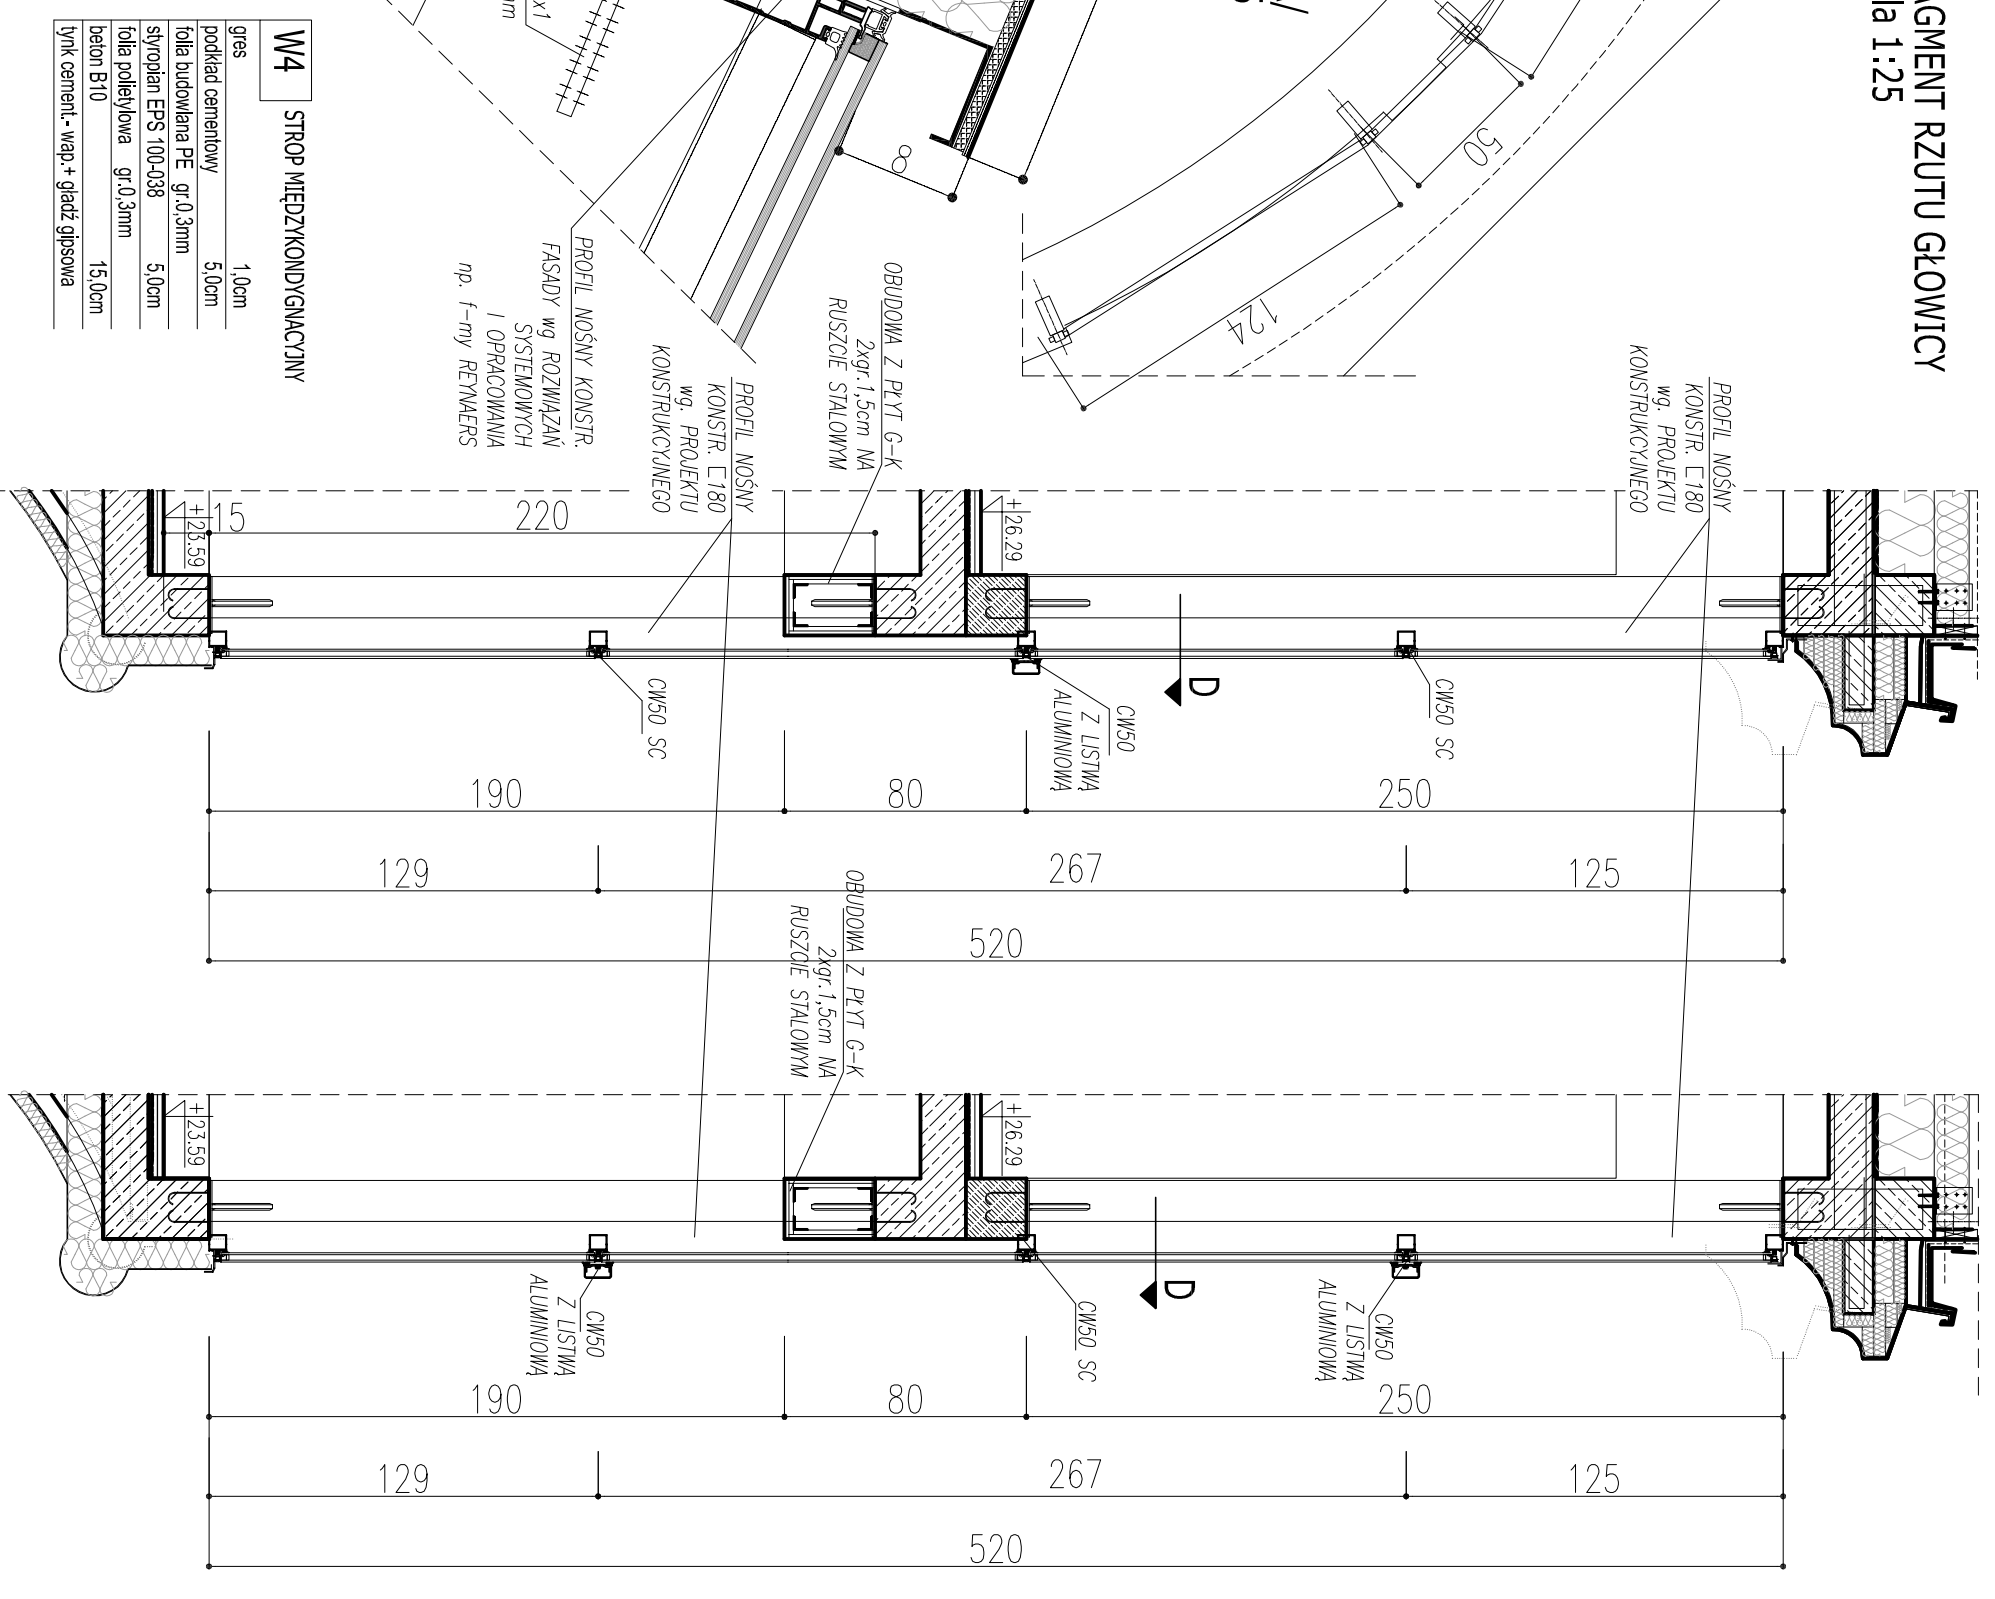 AGMENT RZUTU GŁOWICY
la 1:25
W4
STROP MIĘDZYKONDYGNACYJNY
gres 1,0cm
podkład cementowy 5,0cm
folia budowlana PE gr.0,3mm
styropian EPS 100-038 5,0cm
folia polietylowa gr.0,3mm
beton B10 15,0cm
tynk cement.- wap.+ gładź gipsowa
x1
8
50
124
PROFIL NOŚNY KONSTR.
FASADY wg ROZWIĄZAŃ
SYSTEMOWYCH
I OPRACOWANIA
np. f-my REYNAERS
OBUDOWA Z PŁYT G-K
2xgr.1,5cm NA
RUSZCIE STALOWYM
PROFIL NOŚNY
KONSTR. [180
wg. PROJEKTU
KONSTRUKCYJNEGO
PROFIL NOŚNY
KONSTR. [180
wg. PROJEKTU
KONSTRUKCYJNEGO
+23.59
15
220
+26.29
CW50 SC
CW50
Z LISTWĄ
ALUMINIOWĄ
D
CW50 SC
190
80
250
129
267
125
520
OBUDOWA Z PŁYT G-K
2xgr.1,5cm NA
RUSZCIE STALOWYM
+23.59
+26.29
CW50
Z LISTWĄ
ALUMINIOWĄ
CW50 SC
D
CW50
Z LISTWĄ
ALUMINIOWĄ
190
80
250
129
267
125
520